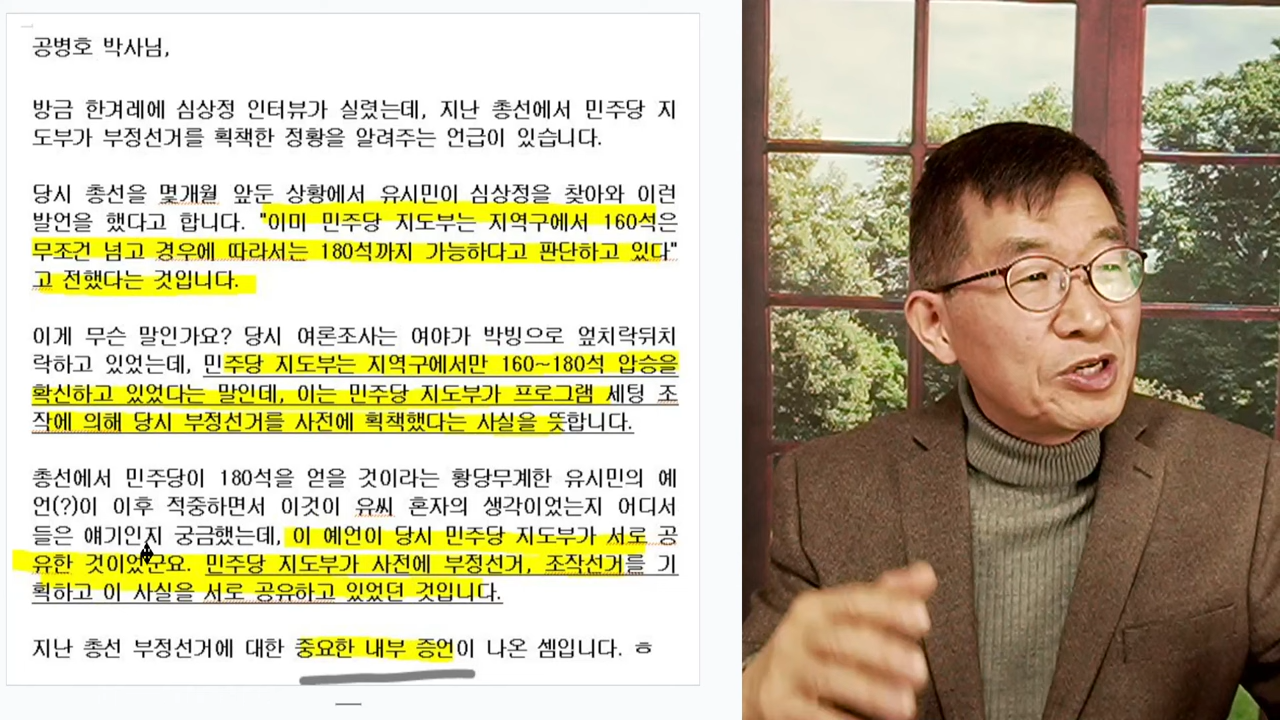 공병호 박사님,
방금 한겨레에 심상정 인터뷰가 실렸는데, 지난 총선에서 민주당 지
도부가 부정선거를 획책한 정황을 알려주는 언급이 있습니다.
당시 총선을 몇개월 앞둔 상황에서 유시민이 심상정을 찾아와 이런
발언을 했다고 합니다. "이미 민주당 지도부는 지역구에서 160석은
무조건 넘고 경우에 따라서는 180석까지 가능하다고 판단하고 있다"
고 전했다는 것입니다.
이게 무슨 말인가요? 당시 여론조사는 여야가 박빙으로 엎치락뒤치
락하고 있었는데, 민주당 지도부는 지역구에서만 160~180석 압승을
확신하고 있었다는 말인데, 이는 민주당 지도부가 프로그램 세팅 조
작에 의해 당시 부정선거를 사전에 획책했다는 사실을 뜻합니다.
총선에서 민주당이 180석을 얻을 것이라는 황당무계한 유시민의 예
언(?)이 이후 적중하면서 이것이 유씨 혼자의 생각이었는지 어디서
들은 얘기인지 궁금했는데, 이 예언이 당시 민주당 지도부가 서로 공
유한 것이었군요. 민주당 지도부가 사전에 부정선거, 조작선거를 기
획하고 이 사실을 서로 공유하고 있었던 것입니다.
지난 총선 부정선거에 대한 중요한 내부 증언이 나온 셈입니다. ㅎ